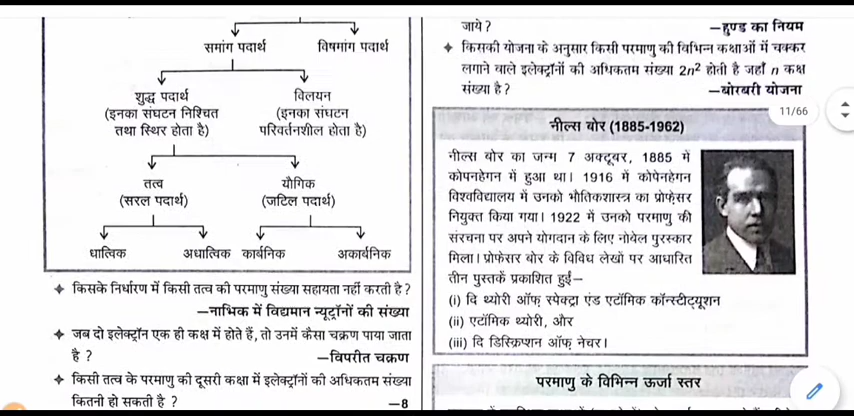 समांग पदार्थ
विषमांग पदार्थ
शुद्ध पदार्थ
(इनका संघटन निश्चित
तथा स्थिर होता है)
विलयन
(इनका संघटन
परिवर्तनशील होता है)
तत्व
(सरल पदार्थ)
यौगिक
(जटिल पदार्थ)
धात्विक
अधात्विक
कार्बनिक
अकार्बनिक
किसके निर्धारण में किसी तत्व की परमाणु संख्या सहायता नहीं करती है ?
—नाभिक में विद्यमान न्यूट्रॉनों की संख्या
जब दो इलेक्ट्रॉन एक ही कक्ष में होते हैं, तो उनमें कैसा चक्रण पाया जाता
है ? —विपरीत चक्रण
किसी तत्व के परमाणु की दूसरी कक्षा में इलेक्ट्रॉनों की अधिकतम संख्या
कितनी हो सकती है ? —8
जाये ? —हुण्ड का नियम
किसकी योजना के अनुसार किसी परमाणु की विभिन्न कक्षाओं में चक्कर
लगाने वाले इलेक्ट्रॉनों की अधिकतम संख्या 2n² होती है जहाँ n कक्ष
संख्या है ? —बोरबरी योजना
11/66
नील्स बोर (1885-1962)
नील्स बोर का जन्म 7 अक्टूबर, 1885 में
कोपनहेगन में हुआ था। 1916 में कोपेनहेगन
विश्वविद्यालय में उनको भौतिकशास्त्र का प्रोफ़ेसर
नियुक्त किया गया। 1922 में उनको परमाणु की
संरचना पर अपने योगदान के लिए नोबेल पुरस्कार
मिला। प्रोफेसर बोर के विविध लेखों पर आधारित
तीन पुस्तकें प्रकाशित हुईं—
(i) दि थ्योरी ऑफ़ स्पेक्ट्रा एंड एटॉमिक कॉन्स्टीट्यूशन
(ii) एटॉमिक थ्योरी, और
(iii) दि डिस्क्रिप्शन ऑफ़ नेचर।
परमाणु के विभिन्न ऊर्जा स्तर